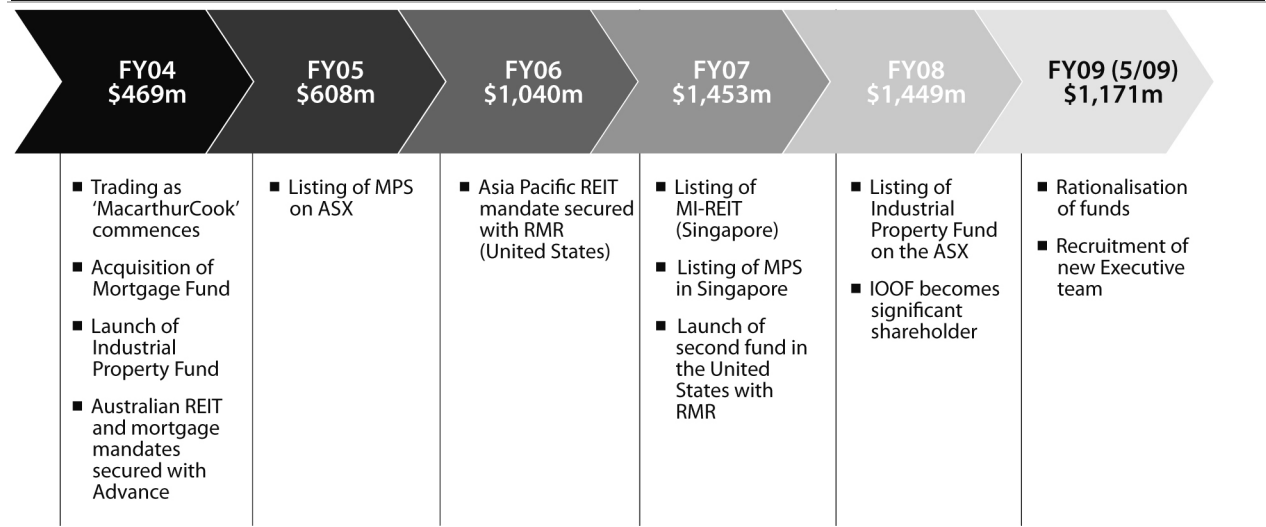 FY04
$469m
FY05
$608m
FY06
$1,040m
FY07
$1,453m
FY08
$1,449m
FY09 (5/09)
$1,171m
■ Trading as
‘MacarthurCook’
commences
■ Acquisition of
Mortgage Fund
■ Launch of
Industrial
Property Fund
■ Australian REIT
and mortgage
mandates
secured with
Advance
■ Listing of MPS
on ASX
■ Asia Pacific REIT
mandate secured
with RMR
(United States)
■ Listing of
MI-REIT
(Singapore)
■ Listing of MPS
in Singapore
■ Launch of
second fund in
the United
States with
RMR
■ Listing of
Industrial
Property Fund
on the ASX
■ IOOF becomes
significant
shareholder
■ Rationalisation
of funds
■ Recruitment of
new Executive
team